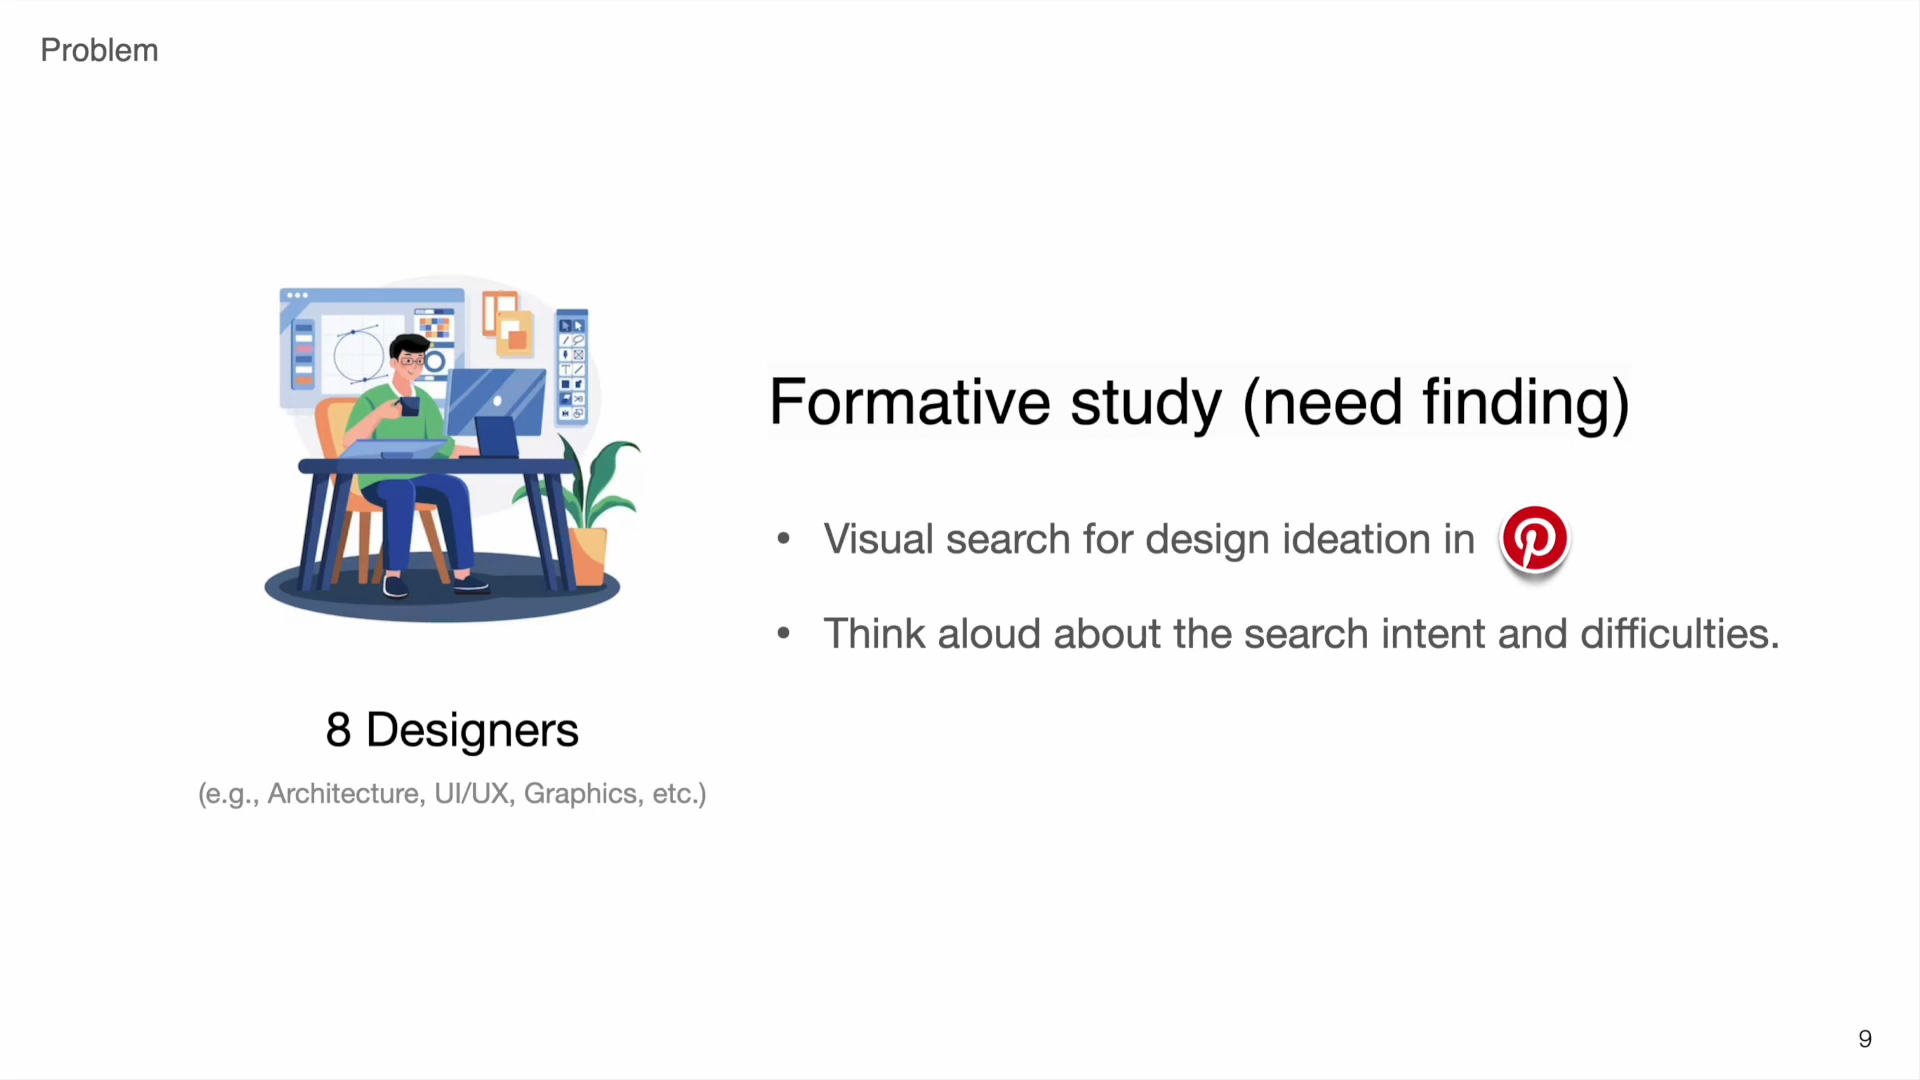 Problem
Formative study (need finding)
• Visual search for design ideation in
• Think aloud about the search intent and difficulties.
8 Designers
(e.g., Architecture, UI/UX, Graphics, etc.)
9